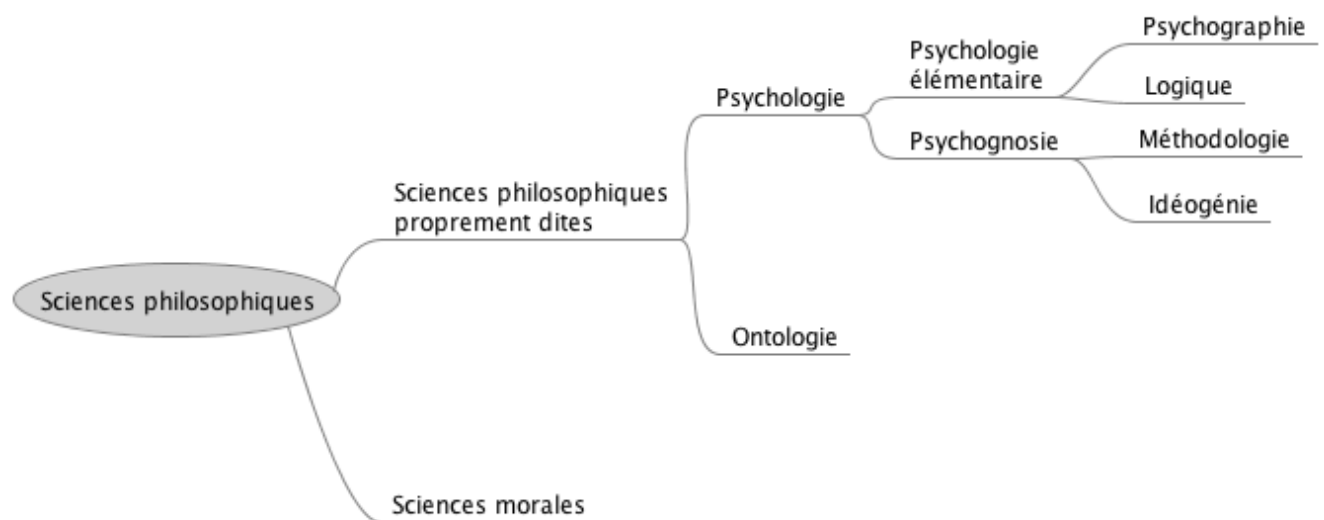 Psychographie
Psychologie
élémentaire
Logique
Psychologie
Psychognosie
Méthodologie
Sciences philosophiques
proprement dites
Idéogénie
Sciences philosophiques
Ontologie
Sciences morales